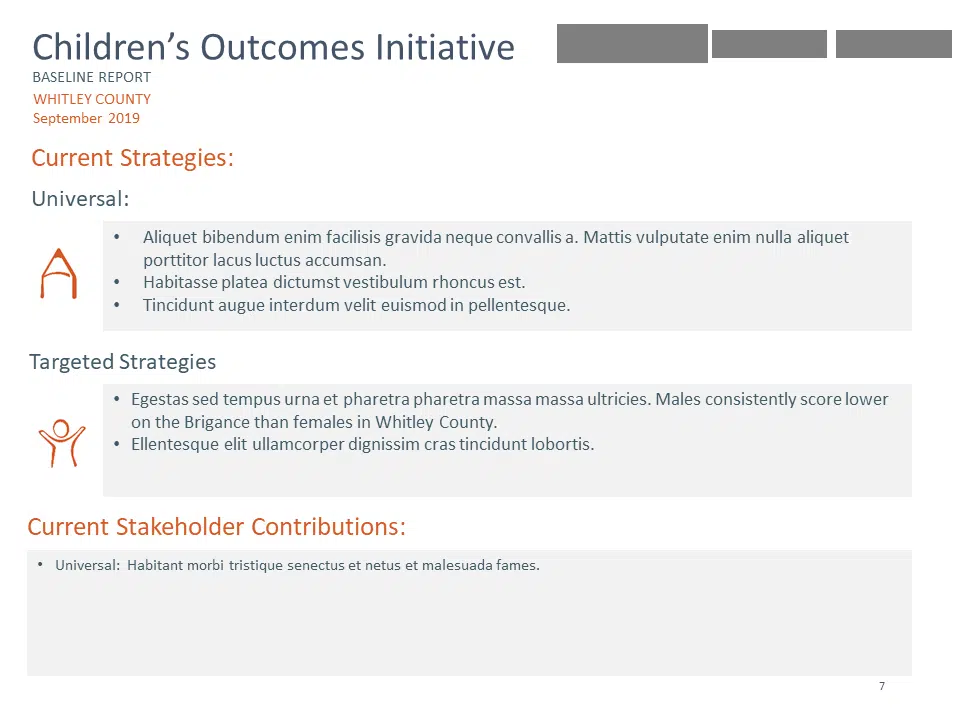 Children’s Outcomes Initiative
BASELINE REPORT
WHITLEY COUNTY
September 2019
Current Strategies:
Universal:
• Aliquet bibendum enim facilisis gravida neque convallis a. Mattis vulputate enim nulla aliquet
porttitor lacus luctus accumsan.
• Habitasse platea dictumst vestibulum rhoncus est.
• Tincidunt augue interdum velit euismod in pellentesque.
Targeted Strategies
• Egestas sed tempus urna et pharetra pharetra massa massa ultricies. Males consistently score lower
on the Brigance than females in Whitley County.
• Ellentesque elit ullamcorper dignissim cras tincidunt lobortis.
Current Stakeholder Contributions:
• Universal: Habitant morbi tristique senectus et netus et malesuada fames.
7